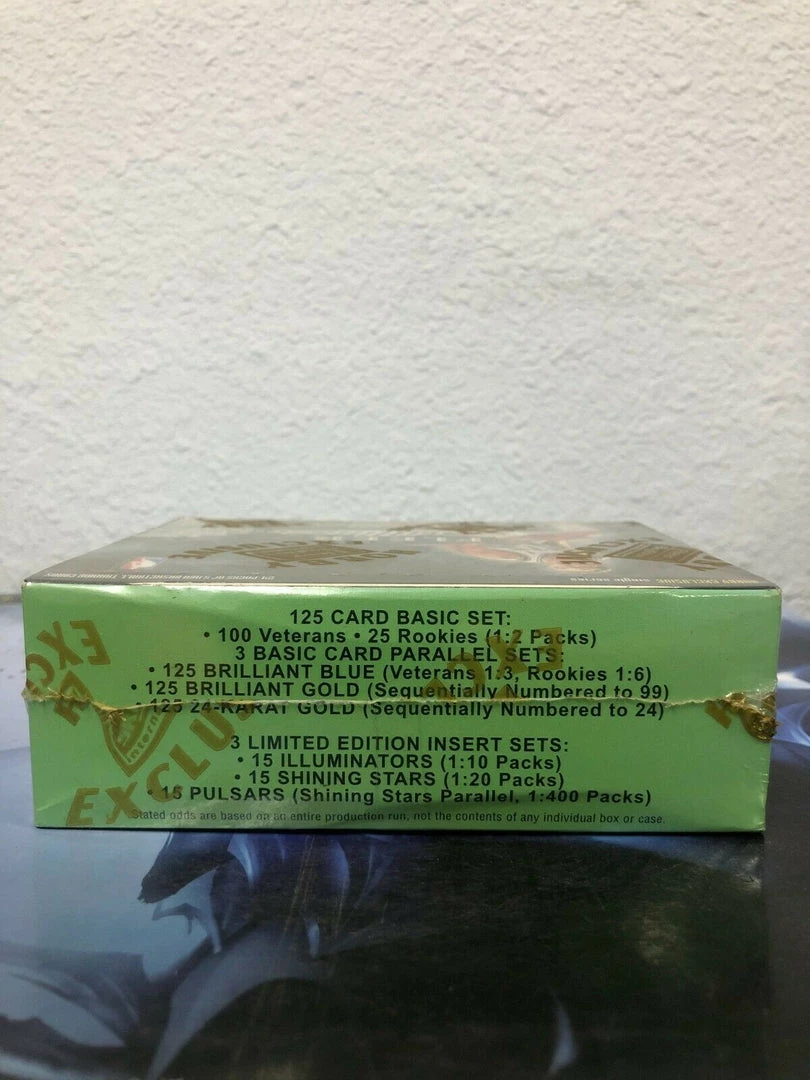 125 CARD BASIC SET:
• 100 Veterans • 25 Rookies (1:2 Packs)
3 BASIC CARD PARALLEL SETS:
• 125 BRILLIANT BLUE (Veterans 1:3, Rookies 1:6)
• 125 BRILLIANT GOLD (Sequentially Numbered to 99)
• 125 24-KARAT GOLD (Sequentially Numbered to 24)
3 LIMITED EDITION INSERT SETS:
• 15 ILLUMINATORS (1:10 Packs)
• 15 SHINING STARS (1:20 Packs)
• 15 PULSARS (Shining Stars Parallel, 1:400 Packs)
Stated odds are based on an entire production run, not the contents of any individual box or case.